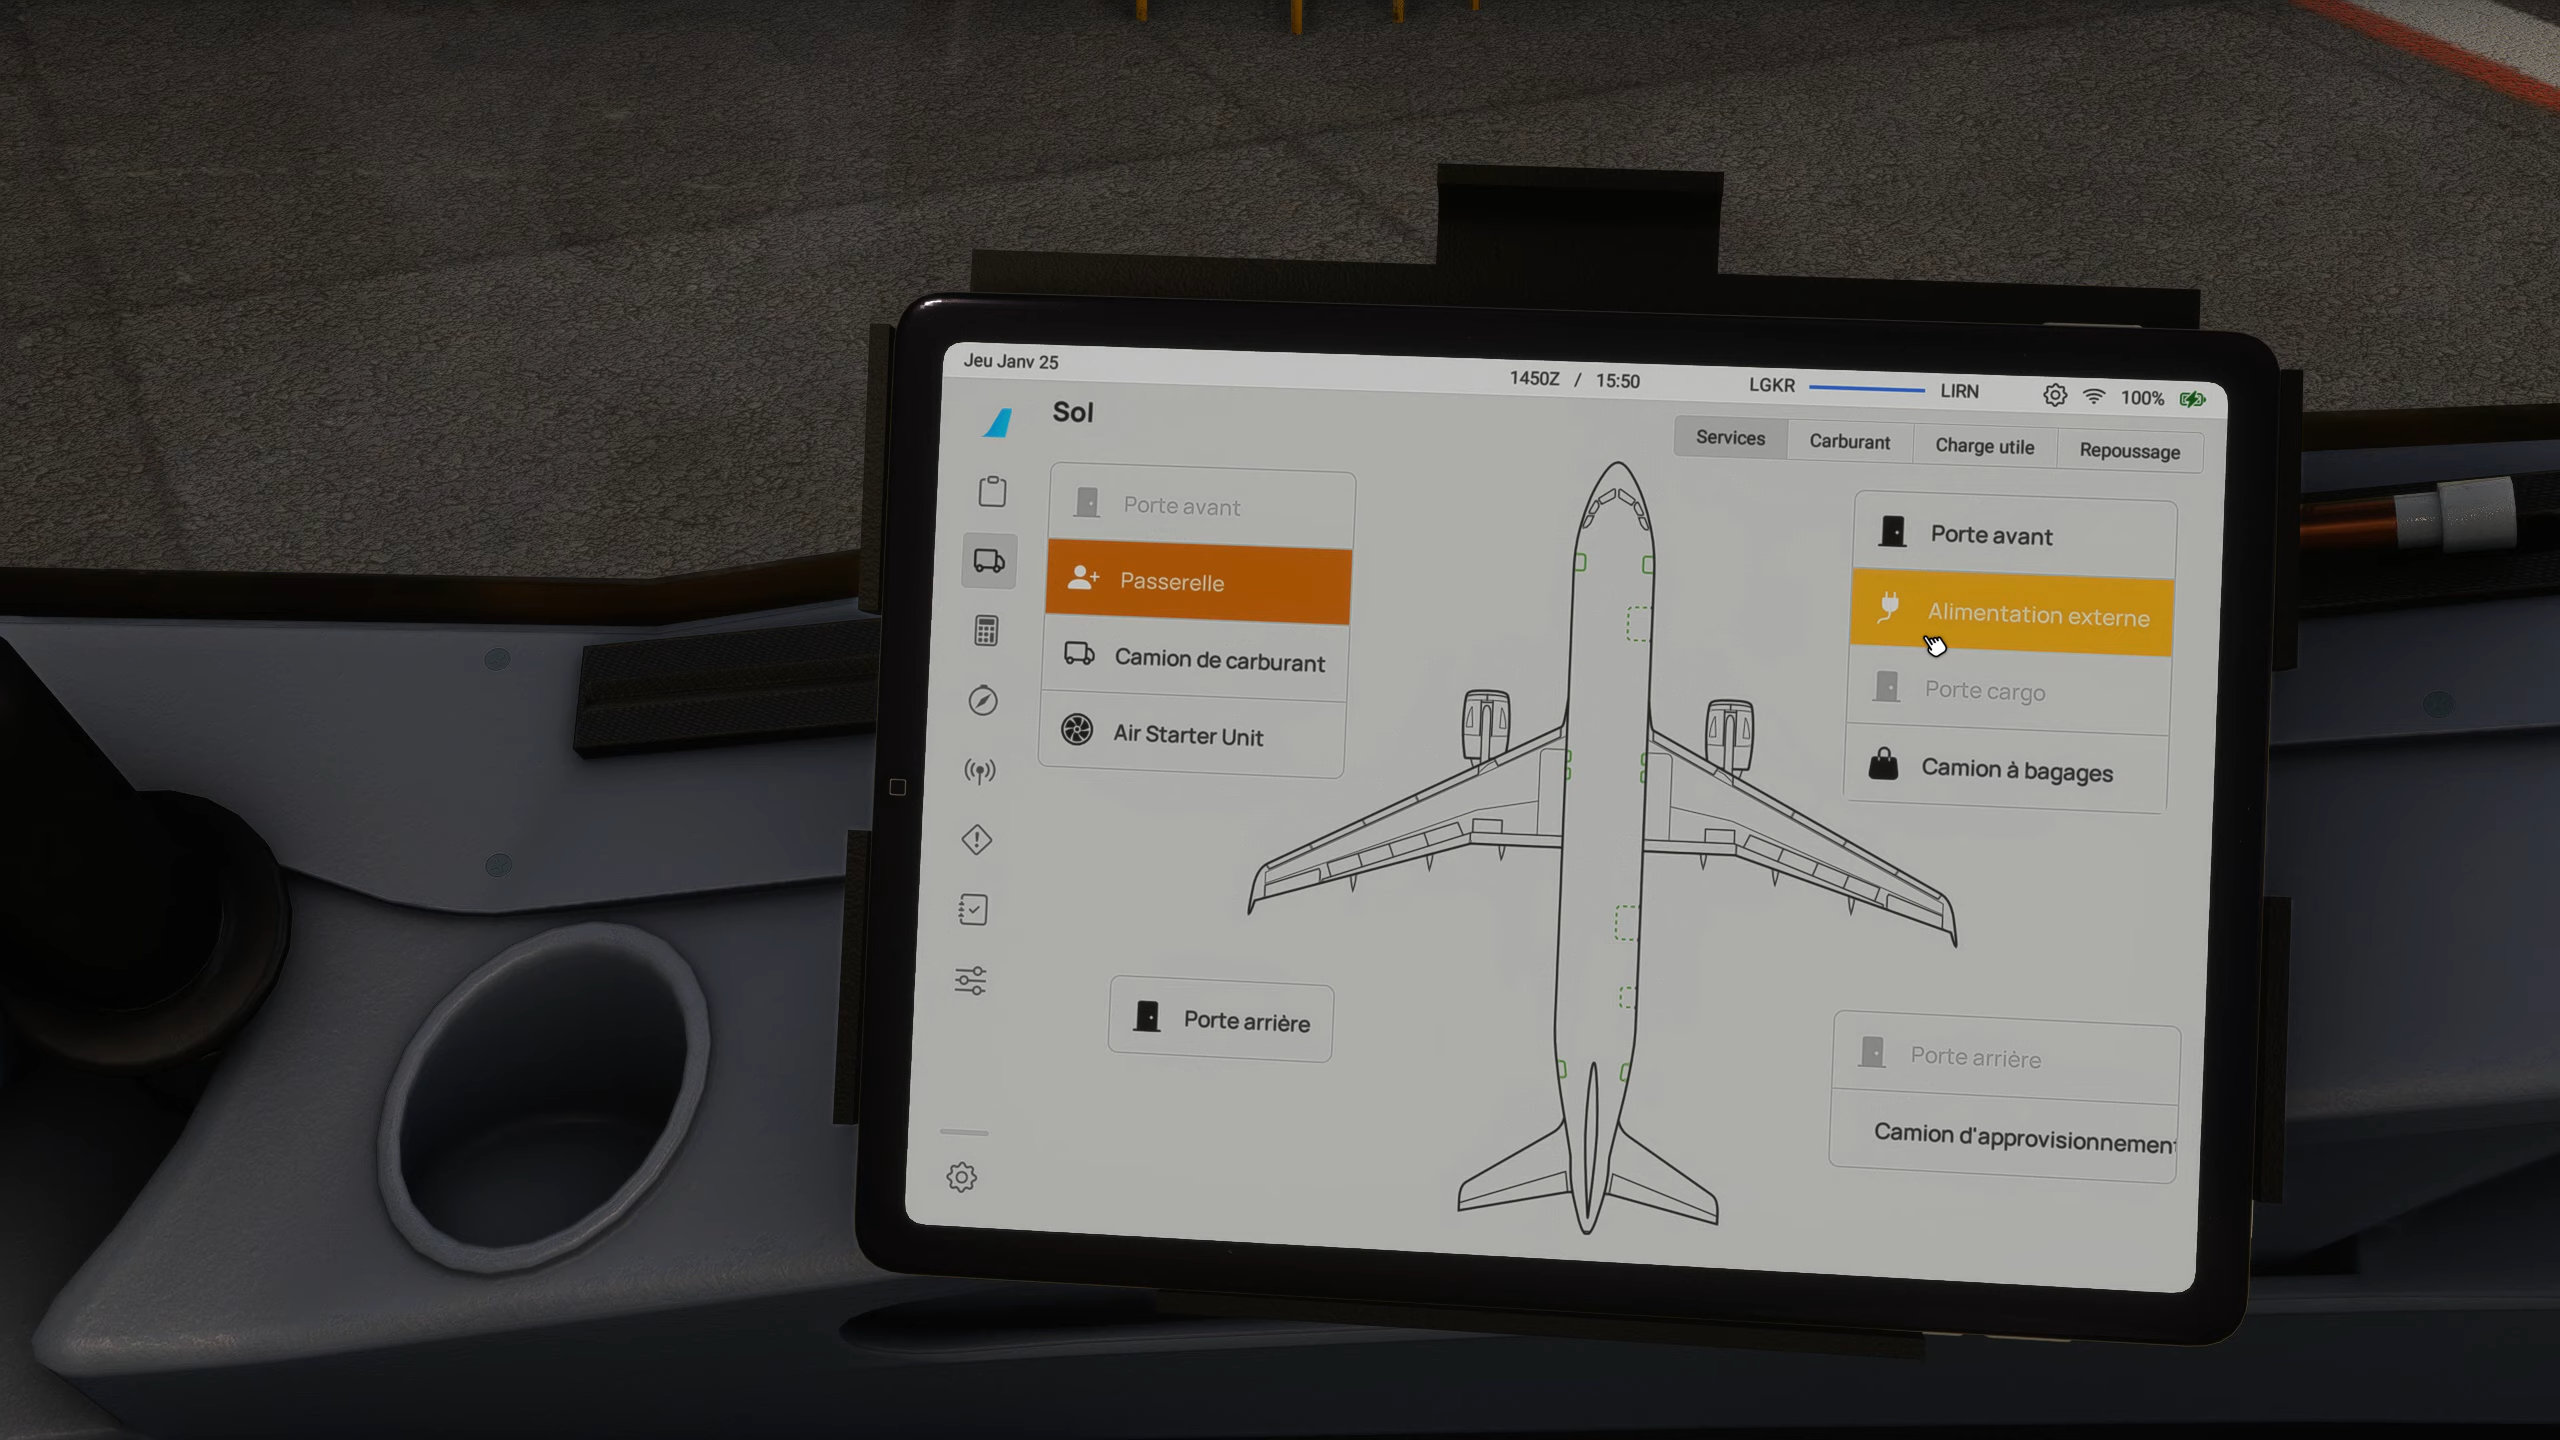 Jeu Janv 25
1450Z / 15:50
LGKR LIRN
100%
Sol
Services
Carburant
Charge utile
Repoussage
Porte avant
Passerelle
Camion de carburant
Air Starter Unit
Porte avant
Alimentation externe
Porte cargo
Camion à bagages
Porte arrière
Porte arrière
Camion d'approvisionnement